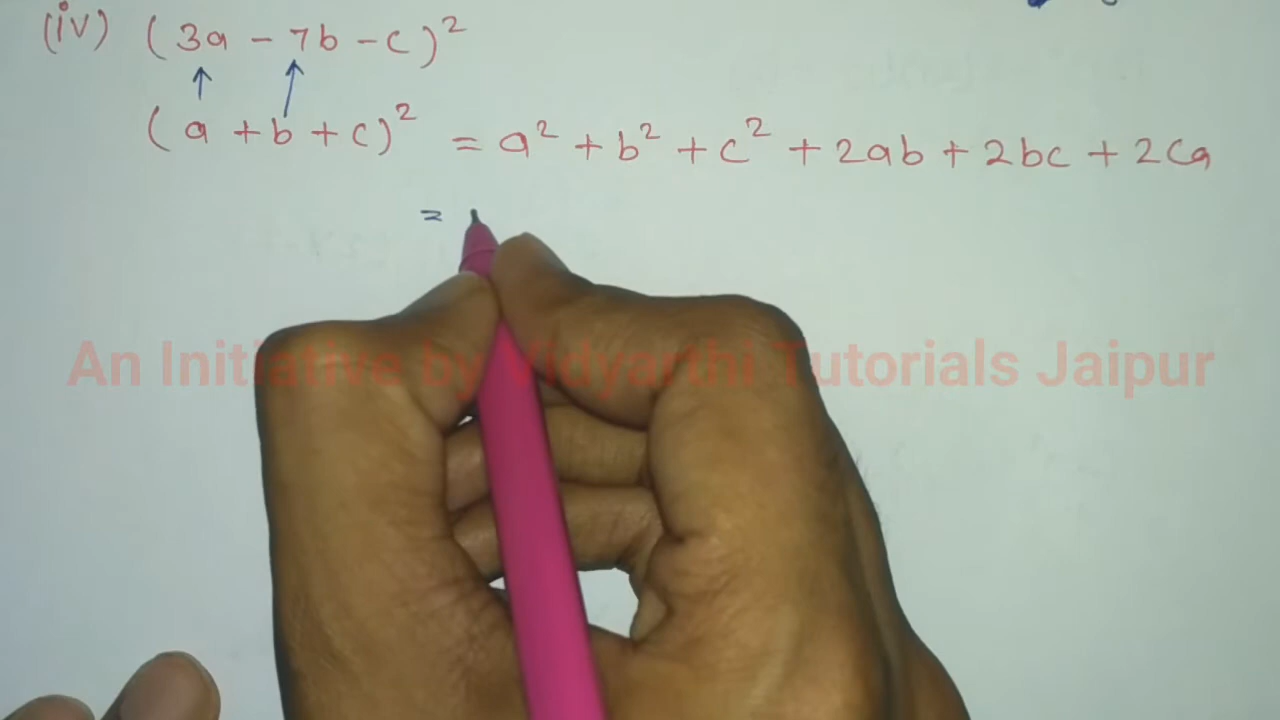 (iv) (3a - 7b - c)²
(a + b + c)² = a² + b² + c² + 2ab + 2bc + 2ca
=
An Initiative by Vidyarthi Tutorials Jaipur